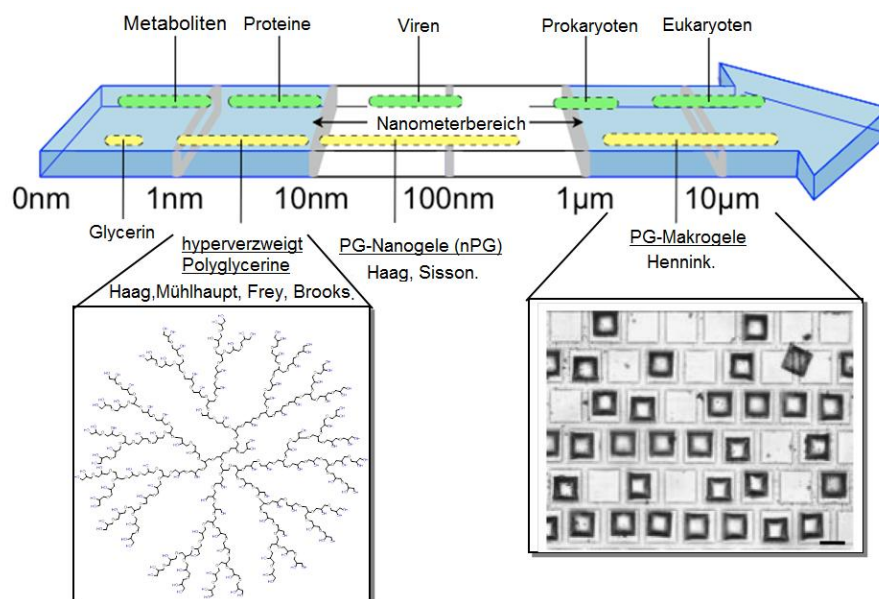 Metaboliten Proteine Viren Prokaryoten Eukaryoten
Nanometerbereich
0nm 1nm 10nm 100nm 1µm 10µm
Glycerin
hyperverzweigt
Polyglycerine
Haag,Mühlhaupt, Frey, Brooks.
PG-Nanogele (nPG)
Haag, Sisson.
PG-Makrogele
Hennink.